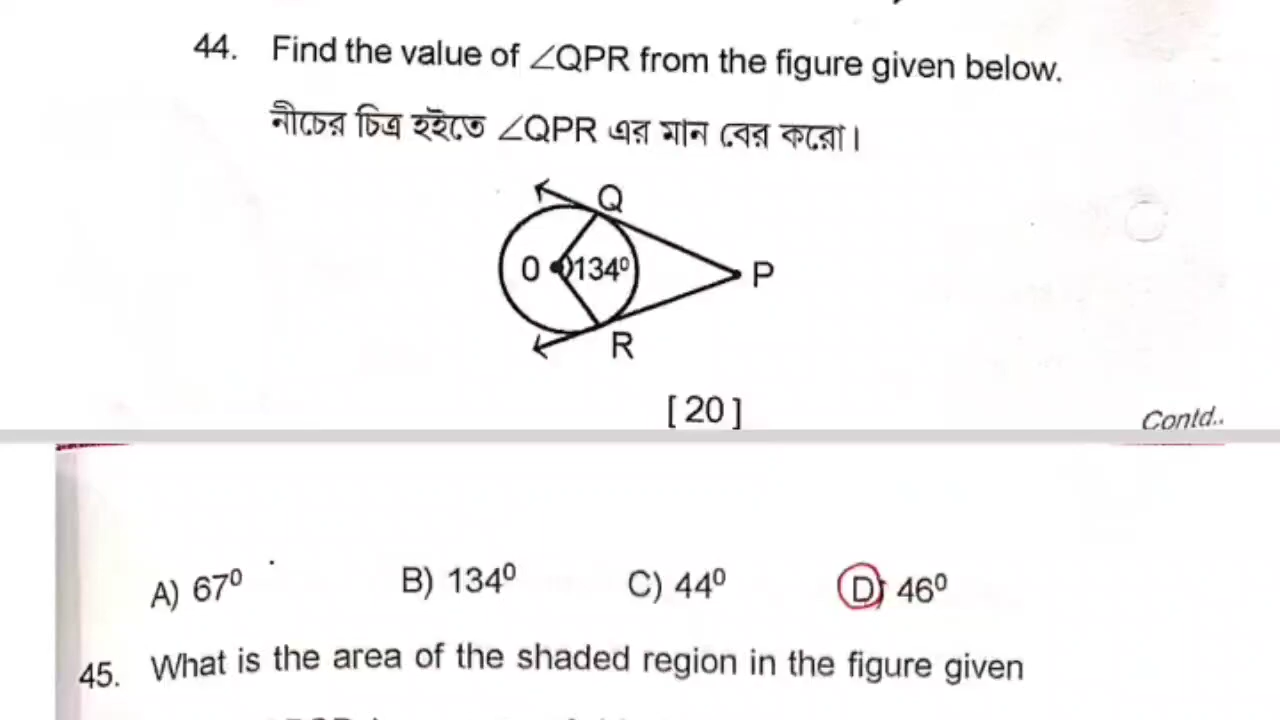 44. Find the value of ∠QPR from the figure given below.
নীচের চিত্র হইতে ∠QPR এর মান বের করো।
Q
O 134⁰ P
R
[ 20 ]
Contd..
A) 67⁰ B) 134⁰ C) 44⁰ D) 46⁰
45. What is the area of the shaded region in the figure given